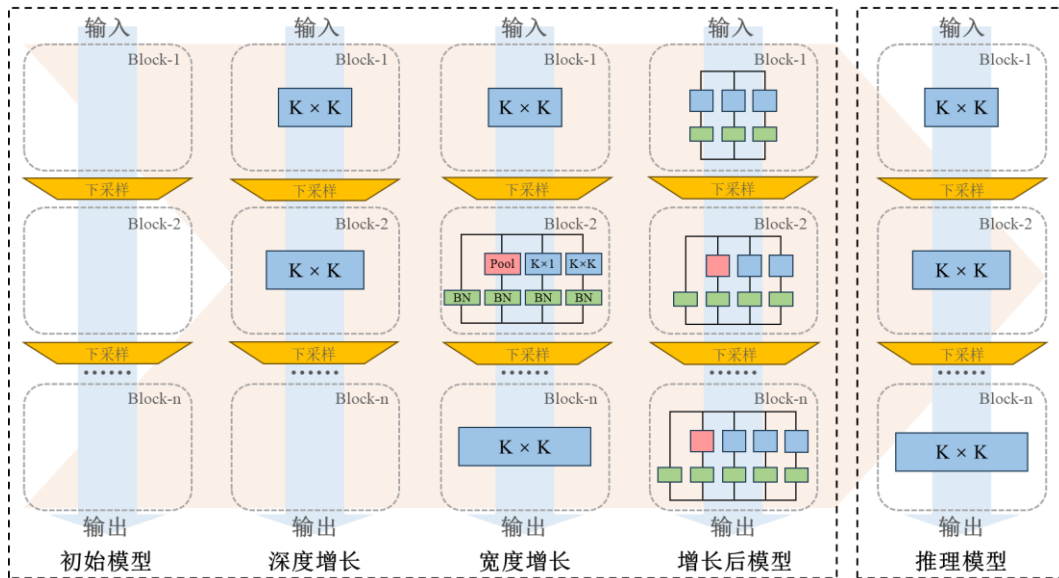 输入 输入 输入 输入 输入
Block-1 Block-1 Block-1 Block-1 Block-1
K × K K × K K × K
下采样 下采样 下采样 下采样 下采样
Block-2 Block-2 Block-2 Block-2 Block-2
K × K Pool K×1 K×K K × K
BN BN BN BN
下采样 下采样 下采样 下采样 下采样
•••••• •••••• •••••• •••••• ••••••
Block-n Block-n Block-n Block-n Block-n
K × K K × K
输出 输出 输出 输出 输出
初始模型 深度增长 宽度增长 增长后模型 推理模型